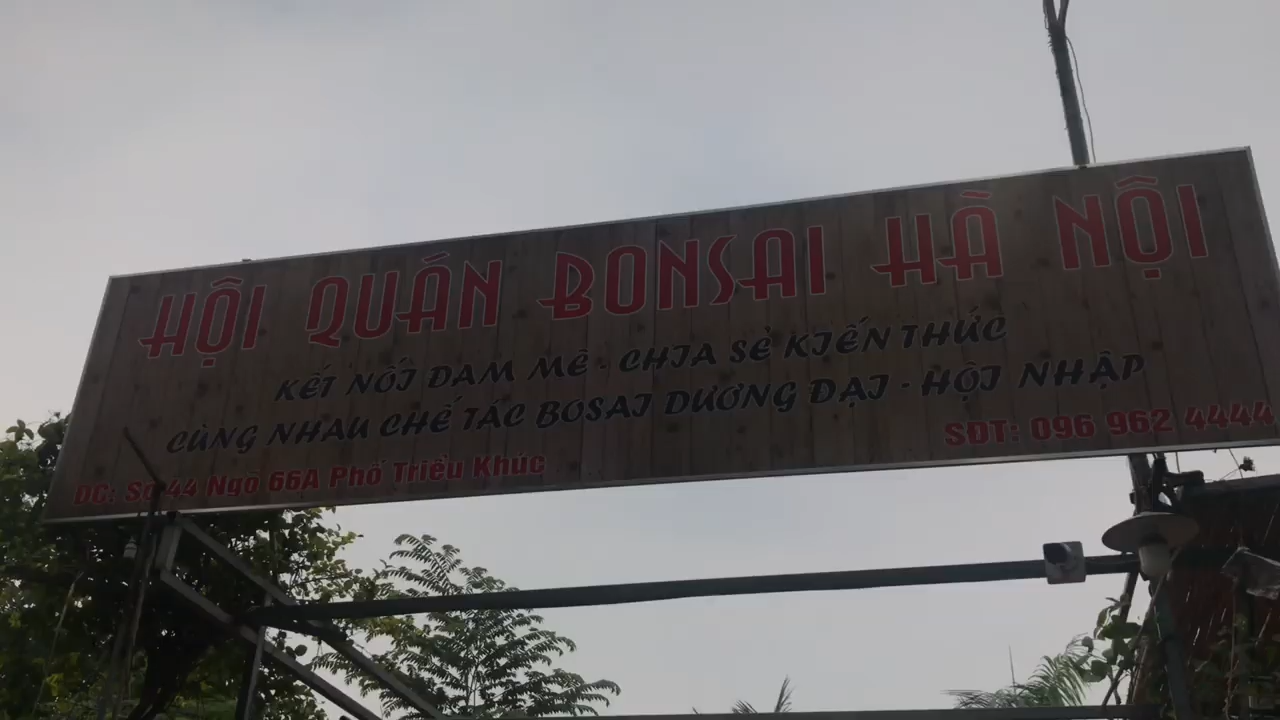 HỘI QUÁN BONSAI HÀ NỘI
KẾT NỐI ĐAM MÊ - CHIA SẺ KIẾN THỨC
CÙNG NHAU CHẾ TÁC BOSAI DƯƠNG ĐẠI - HỘI NHẬP
SĐT: 096 962 4444
ĐC: Số 44 Ngõ 66A Phố Triều Khúc